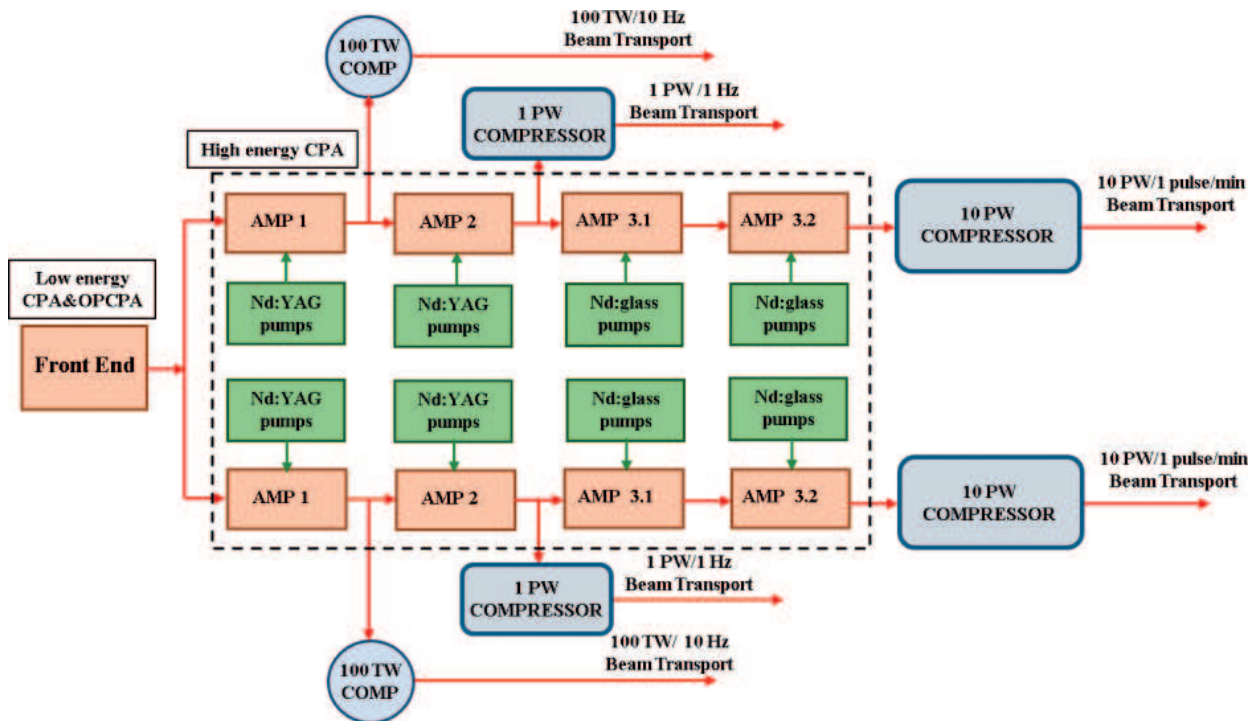 100 TW/10 Hz
Beam Transport
100 TW
COMP
1 PW /1 Hz
Beam Transport
1 PW
COMPRESSOR
High energy CPA
10 PW/1 pulse/min
Beam Transport
AMP 1
AMP 2
AMP 3.1
AMP 3.2
10 PW
COMPRESSOR
Low energy
CPA&OPCPA
Nd:YAG
pumps
Nd:YAG
pumps
Nd:glass
pumps
Nd:glass
pumps
Front End
Nd:YAG
pumps
Nd:YAG
pumps
Nd:glass
pumps
Nd:glass
pumps
10 PW/1 pulse/min
Beam Transport
AMP 1
AMP 2
AMP 3.1
AMP 3.2
10 PW
COMPRESSOR
1 PW/1 Hz
Beam Transport
1 PW
COMPRESSOR
100 TW/ 10 Hz
Beam Transport
100 TW
COMP